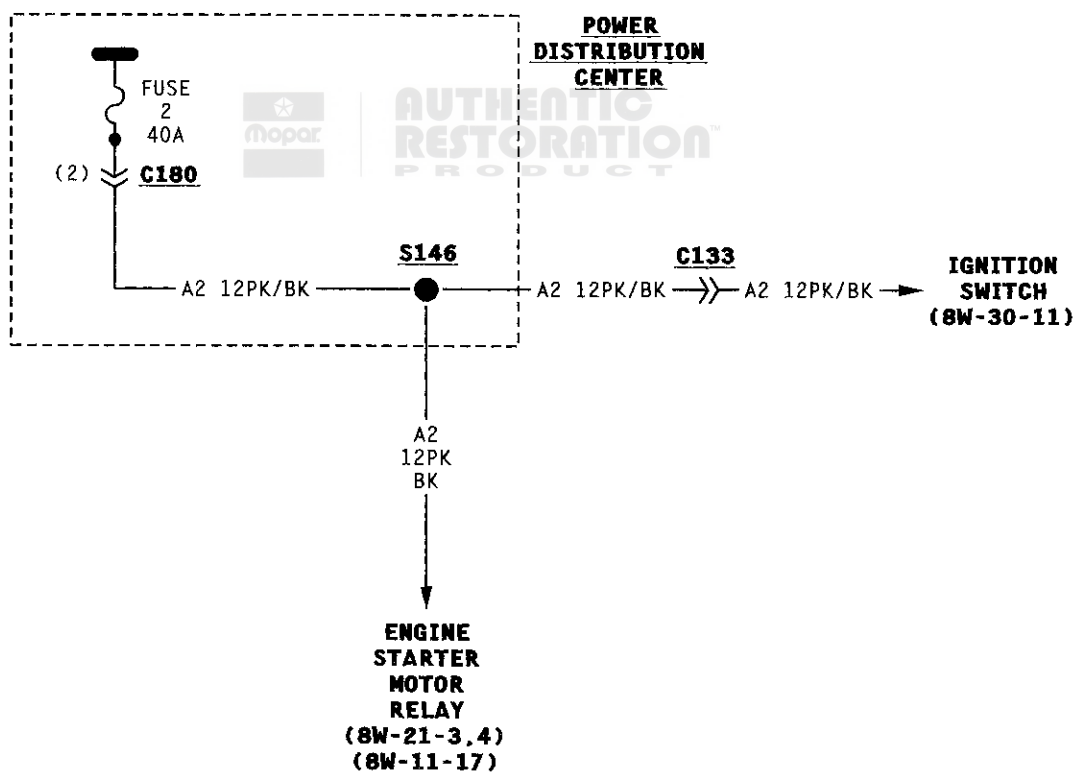 POWER
DISTRIBUTION
CENTER
FUSE
2
40A
mopar.
AUTHENTIC
RESTORATION™
PRODUCT
(2) C180
S146
C133
A2 12PK/BK
A2 12PK/BK
A2 12PK/BK
IGNITION
SWITCH
(8W-30-11)
A2
12PK
BK
ENGINE
STARTER
MOTOR
RELAY
(8W-21-3,4)
(8W-11-17)